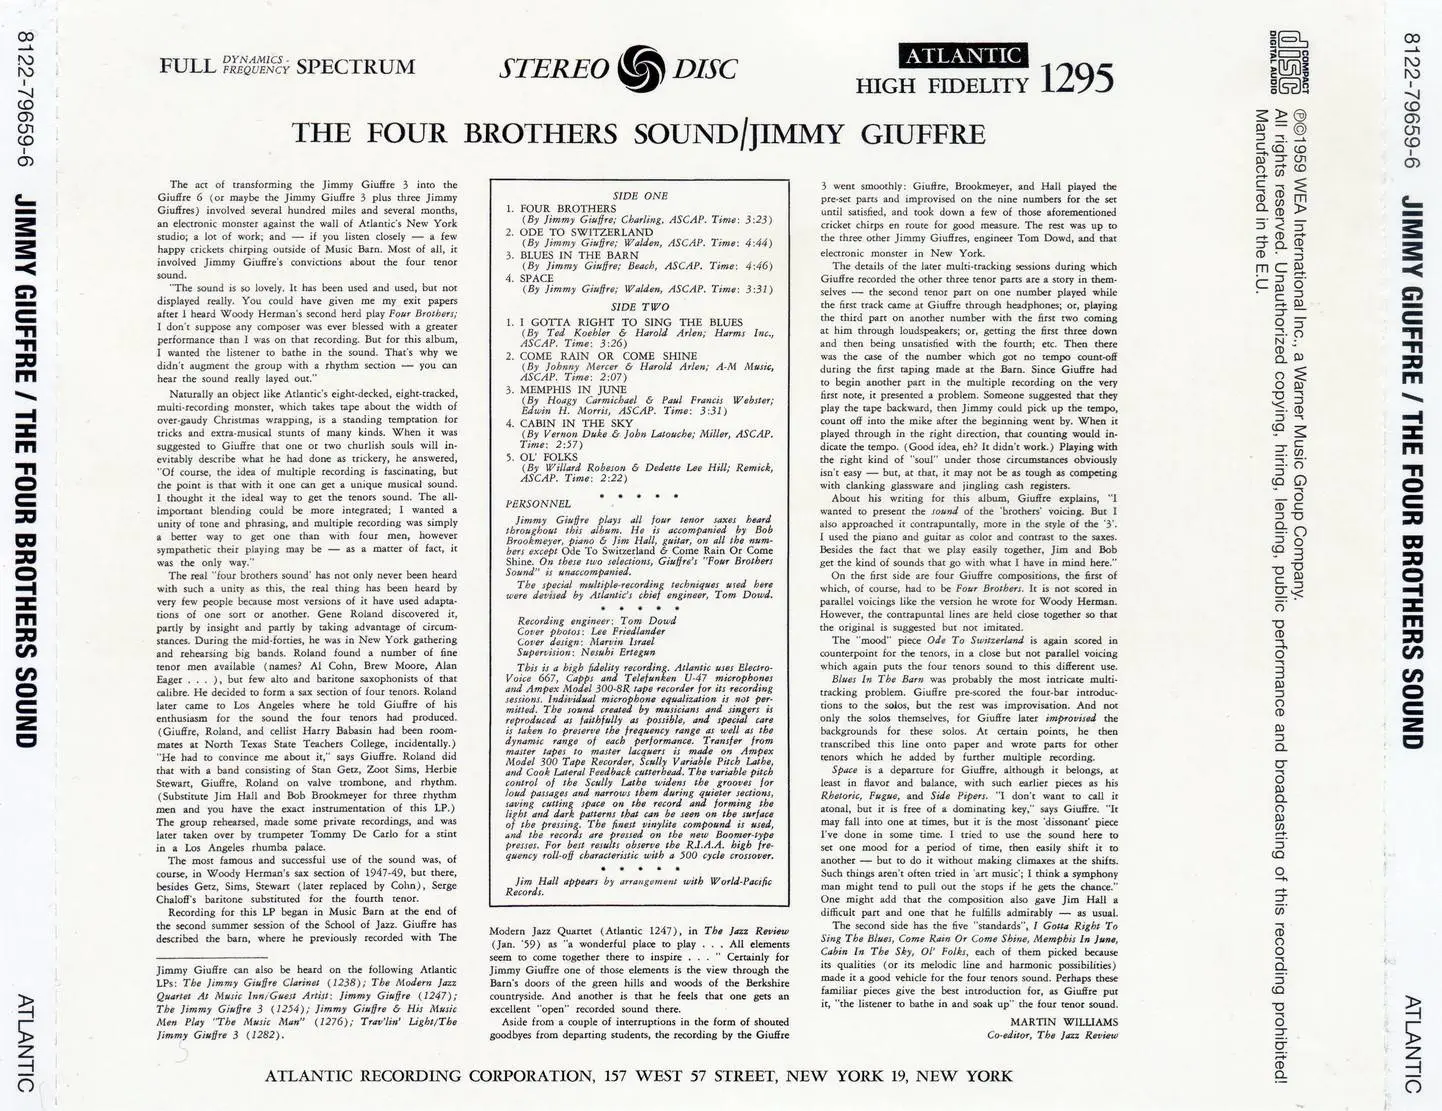 FULL DYNAMICS - FREQUENCY SPECTRUM
STEREO DISC
ATLANTIC
HIGH FIDELITY 1295
THE FOUR BROTHERS SOUND/JIMMY GIUFFRE
The act of transforming the Jimmy Giuffre 3 into the
Giuffre 6 (or maybe the Jimmy Giuffre 3 plus three Jimmy
Giuffres) involved several hundred miles and several months,
an electronic monster against the wall of Atlantic's New York
studio; a lot of work; and — if you listen closely — a few
happy crickets chirping outside of Music Barn. Most of all, it
involved Jimmy Giuffre's convictions about the four tenor
sound.
"The sound is so lovely. It has been used and used, but not
displayed really. You could have given me my exit papers
after I heard Woody Herman's second herd play Four Brothers;
I don't suppose any composer was ever blessed with a greater
performance than I was on that recording. But for this album,
I wanted the listener to bathe in the sound. That's why we
didn't augment the group with a rhythm section — you can
hear the sound really layed out."
Naturally an object like Atlantic's eight-decked, eight-tracked,
multi-recording monster, which takes tape about the width of
over-gaudy Christmas wrapping, is a standing temptation for
tricks and extra-musical stunts of many kinds. When it was
suggested to Giuffre that one or two churlish souls will in-
evitably describe what he had done as trickery, he answered,
"Of course, the idea of multiple recording is fascinating, but
the point is that with it one can get a unique musical sound.
I thought it the ideal way to get the tenors sound. The all-
important blending could be more integrated; I wanted a
unity of tone and phrasing, and multiple recording was simply
a better way to get one than with four men, however
sympathetic their playing may be — as a matter of fact, it
was the only way."
The real "four brothers sound' has not only never been heard
with such a unity as this, the real thing has been heard by
very few people because most versions of it have used adapta-
tions of one sort or another. Gene Roland discovered it,
partly by insight and partly by taking advantage of circum-
stances. During the mid-forties, he was in New York gathering
and rehearsing big bands. Roland found a number of fine
tenor men available (names? Al Cohn, Brew Moore, Alan
Eager . . . ), but few alto and baritone saxophonists of that
calibre. He decided to form a sax section of four tenors. Roland
later came to Los Angeles where he told Giuffre of his
enthusiasm for the sound the four tenors had produced.
(Giuffre, Roland, and cellist Harry Babasin had been room-
mates at North Texas State Teachers College, incidentally.)
"He had to convince me about it," says Giuffre. Roland did
that with a band consisting of Stan Getz, Zoot Sims, Herbie
Stewart, Giuffre, Roland on valve trombone, and rhythm.
(Substitute Jim Hall and Bob Brookmeyer for three rhythm
men and you have the exact instrumentation of this LP.)
The group rehearsed, made some private recordings, and was
later taken over by trumpeter Tommy De Carlo for a stint
in a Los Angeles rhumba palace.
The most famous and successful use of the sound was, of
course, in Woody Herman's sax section of 1947-49, but there,
besides Getz, Sims, Stewart (later replaced by Cohn), Serge
Chaloff's baritone substituted for the fourth tenor.
Recording for this LP began in Music Barn at the end of
the second summer session of the School of Jazz. Giuffre has
described the barn, where he previously recorded with The
Jimmy Giuffre can also be heard on the following Atlantic
LPs: The Jimmy Giuffre Clarinet (1238); The Modern Jazz
Quartet At Music Inn/Guest Artist: Jimmy Giuffre (1247);
The Jimmy Giuffre 3 (1254); Jimmy Giuffre & His Music
Men Play "The Music Man" (1276); Trav'lin' Light/The
Jimmy Giuffre 3 (1282).
SIDE ONE
1. FOUR BROTHERS
(By Jimmy Giuffre; Charling, ASCAP. Time: 3:23)
2. ODE TO SWITZERLAND
(By Jimmy Giuffre; Walden, ASCAP. Time: 4:44)
3. BLUES IN THE BARN
(By Jimmy Giuffre; Beach, ASCAP. Time: 4:46)
4. SPACE
(By Jimmy Giuffre; Walden, ASCAP. Time: 3:31)
SIDE TWO
1. I GOTTA RIGHT TO SING THE BLUES
(By Ted Koehler & Harold Arlen; Harms Inc.,
ASCAP. Time: 3:26)
2. COME RAIN OR COME SHINE
(By Johnny Mercer & Harold Arlen; A-M Music,
ASCAP. Time: 2:07)
3. MEMPHIS IN JUNE
(By Hoagy Carmichael & Paul Francis Webster;
Edwin H. Morris, ASCAP. Time: 3:31)
4. CABIN IN THE SKY
(By Vernon Duke & John Latouche; Miller, ASCAP.
Time: 2:57)
5. OL' FOLKS
(By Willard Robeson & Dedette Lee Hill; Remick,
ASCAP. Time: 2:22)
* * * * *
PERSONNEL
Jimmy Giuffre plays all four tenor saxes heard
throughout this album. He is accompanied by Bob
Brookmeyer, piano & Jim Hall, guitar, on all the num-
bers except Ode To Switzerland & Come Rain Or Come
Shine. On these two selections, Giuffre's "Four Brothers
Sound" is unaccompanied.
The special multiple-recording techniques used here
were devised by Atlantic's chief engineer, Tom Dowd.
* * * * *
Recording engineer: Tom Dowd
Cover photos: Lee Friedlander
Cover design: Marvin Israel
Supervision: Nesuhi Ertegun
This is a high fidelity recording. Atlantic uses Electro-
Voice 667, Capps and Telefunken U-47 microphones
and Ampex Model 300-8R tape recorder for its recording
sessions. Individual microphone equalization is not per-
mitted. The sound created by musicians and singers is
reproduced as faithfully as possible, and special care
is taken to preserve the frequency range as well as the
dynamic range of each performance. Transfer from
master tapes to master lacquers is made on Ampex
Model 300 Tape Recorder, Scully Variable Pitch Lathe,
and Cook Lateral Feedback cutterhead. The variable pitch
control of the Scully Lathe widens the grooves for
loud passages and narrows them during quieter sections,
saving cutting space on the record and forming the
light and dark patterns that can be seen on the surface
of the pressing. The finest vinylite compound is used,
and the records are pressed on the new Boomer-type
presses. For best results observe the R.I.A.A. high fre-
quency roll-off characteristic with a 500 cycle crossover.
* * * * *
Jim Hall appears by arrangement with World-Pacific
Records.
Modern Jazz Quartet (Atlantic 1247), in The Jazz Review
(Jan. '59) as "a wonderful place to play . . . All elements
seem to come together there to inspire . . . " Certainly for
Jimmy Giuffre one of those elements is the view through the
Barn's doors of the green hills and woods of the Berkshire
countryside. And another is that he feels that one gets an
excellent "open" recorded sound there.
Aside from a couple of interruptions in the form of shouted
goodbyes from departing students, the recording by the Giuffre
3 went smoothly: Giuffre, Brookmeyer, and Hall played the
pre-set parts and improvised on the nine numbers for the set
until satisfied, and took down a few of those aforementioned
cricket chirps en route for good measure. The rest was up to
the three other Jimmy Giuffres, engineer Tom Dowd, and that
electronic monster in New York.
The details of the later multi-tracking sessions during which
Giuffre recorded the other three tenor parts are a story in them-
selves — the second tenor part on one number played while
the first track came at Giuffre through headphones; or, playing
the third part on another number with the first two coming
at him through loudspeakers; or, getting the first three down
and then being unsatisfied with the fourth; etc. Then there
was the case of the number which got no tempo count-off
during the first taping made at the Barn. Since Giuffre had
to begin another part in the multiple recording on the very
first note, it presented a problem. Someone suggested that they
play the tape backward, then Jimmy could pick up the tempo,
count off into the mike after the beginning went by. When it
played through in the right direction, that counting would in-
dicate the tempo. (Good idea, eh? It didn't work.) Playing with
the right kind of "soul" under those circumstances obviously
isn't easy — but, at that, it may not be as tough as competing
with clanking glassware and jingling cash registers.
About his writing for this album, Giuffre explains, "I
wanted to present the sound of the 'brothers' voicing. But I
also approached it contrapuntally, more in the style of the '3'.
I used the piano and guitar as color and contrast to the saxes.
Besides the fact that we play easily together, Jim and Bob
get the kind of sounds that go with what I have in mind here."
On the first side are four Giuffre compositions, the first of
which, of course, had to be Four Brothers. It is not scored in
parallel voicings like the version he wrote for Woody Herman.
However, the contrapuntal lines are held close together so that
the original is suggested but not imitated.
The "mood" piece Ode To Switzerland is again scored in
counterpoint for the tenors, in a close but not parallel voicing
which again puts the four tenors sound to this different use.
Blues In The Barn was probably the most intricate multi-
tracking problem. Giuffre pre-scored the four-bar introduc-
tions to the solos, but the rest was improvisation. And not
only the solos themselves, for Giuffre later improvised the
backgrounds for these solos. At certain points, he then
transcribed this line onto paper and wrote parts for other
tenors which he added by further multiple recording.
Space is a departure for Giuffre, although it belongs, at
least in flavor and balance, with such earlier pieces as his
Rhetoric, Fugue, and Side Pipers. "I don't want to call it
atonal, but it is free of a dominating key," says Giuffre. "It
may fall into one at times, but it is the most 'dissonant' piece
I've done in some time. I tried to use the sound here to
set one mood for a period of time, then easily shift it to
another — but to do it without making climaxes at the shifts.
Such things aren't often tried in 'art music'; I think a symphony
man might tend to pull out the stops if he gets the chance."
One might add that the composition also gave Jim Hall a
difficult part and one that he fulfills admirably — as usual.
The second side has the five "standards", I Gotta Right To
Sing The Blues, Come Rain Or Come Shine, Memphis In June,
Cabin In The Sky, Ol' Folks, each of them picked because
its qualities (or its melodic line and harmonic possibilities)
made it a good vehicle for the four tenors sound. Perhaps these
familiar pieces give the best introduction for, as Giuffre put
it, "the listener to bathe in and soak up" the four tenor sound.
MARTIN WILLIAMS
Co-editor, The Jazz Review
ATLANTIC RECORDING CORPORATION, 157 WEST 57 STREET, NEW YORK 19, NEW YORK
8122-79659-6 JIMMY GIUFFRE / THE FOUR BROTHERS SOUND ATLANTIC
COMPACT disc DIGITAL AUDIO
℗©1959 WEA International Inc., a Warner Music Group Company.
All rights reserved. Unauthorized copying, hiring, lending, public performance and broadcasting of this recording prohibited!
Manufactured in the E.U.
8122-79659-6 JIMMY GIUFFRE / THE FOUR BROTHERS SOUND ATLANTIC